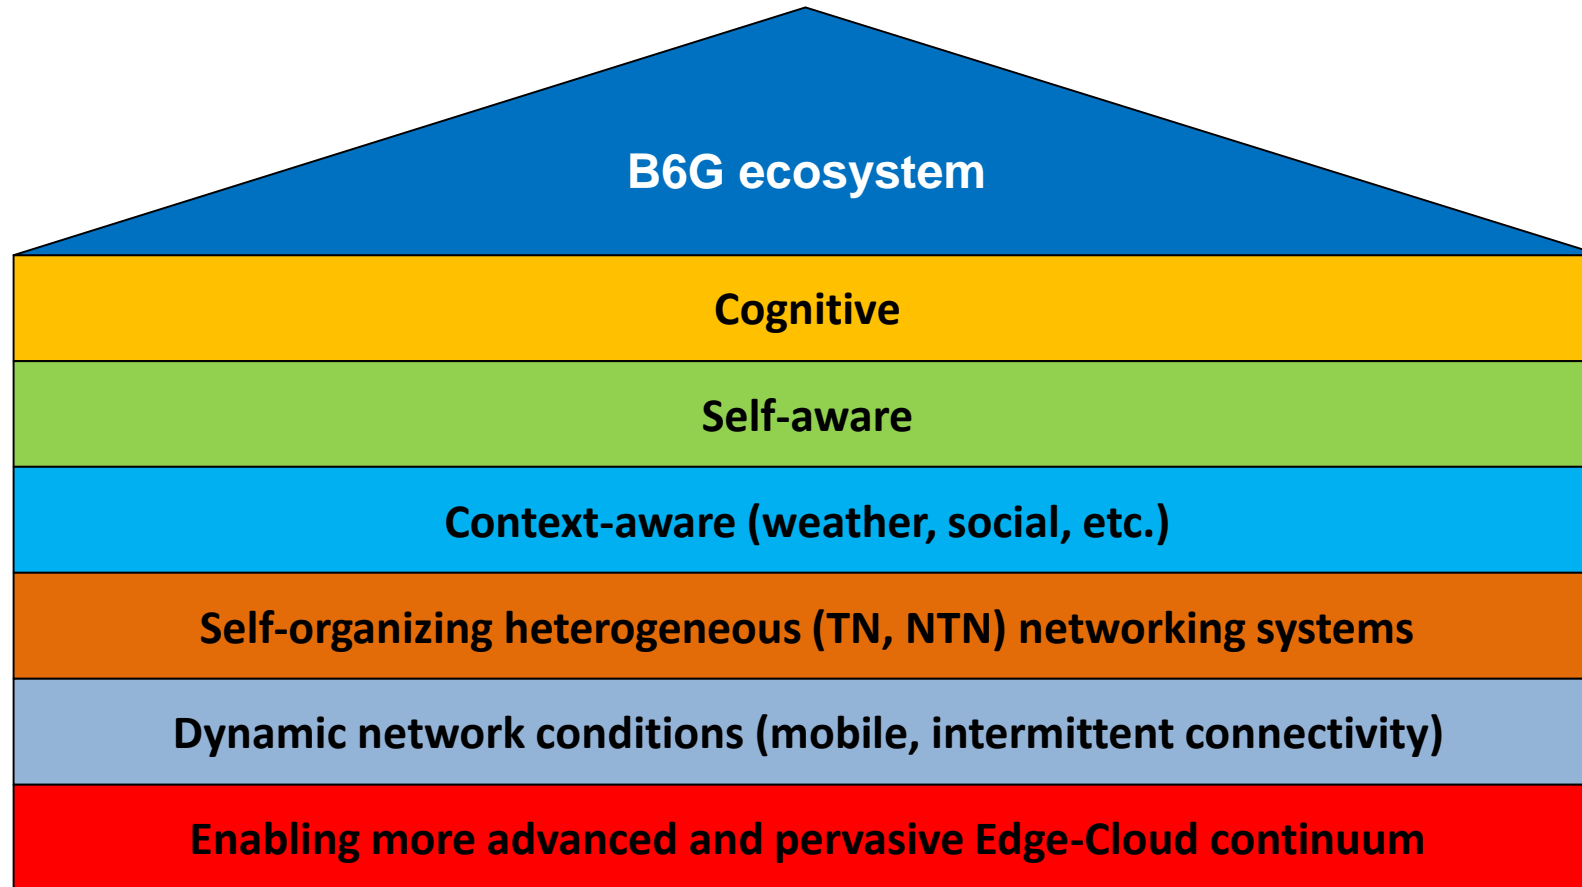 B6G ecosystem
Cognitive
Self-aware
Context-aware (weather, social, etc.)
Self-organizing heterogeneous (TN, NTN) networking systems
Dynamic network conditions (mobile, intermittent connectivity)
Enabling more advanced and pervasive Edge-Cloud continuum